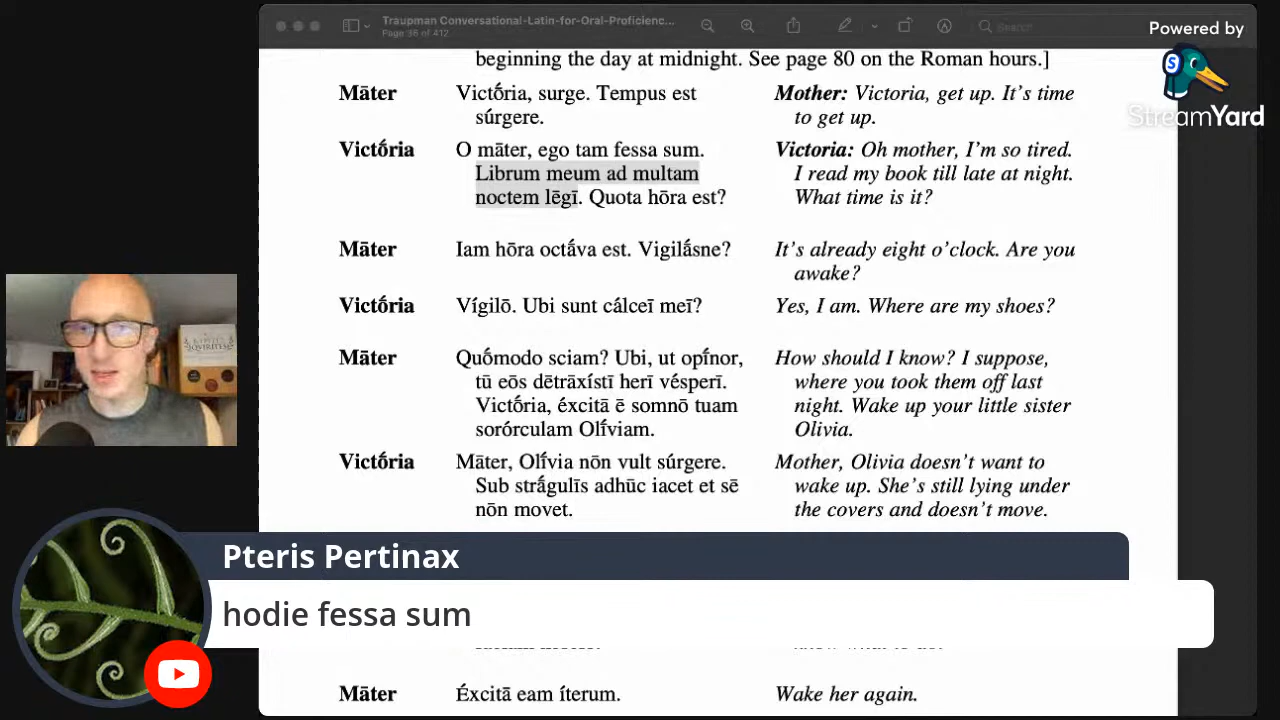 Traupman Conversational-Latin-for-Oral-Proficienc...
Page 36 of 412
Search
Powered by
StreamYard
beginning the day at midnight. See page 80 on the Roman hours.]
Māter Victṓria, surge. Tempus est Mother: Victoria, get up. It's time
súrgere. to get up.
Victṓria O māter, ego tam fessa sum. Victoria: Oh mother, I'm so tired.
Librum meum ad multam I read my book till late at night.
noctem lēgī. Quota hōra est? What time is it?
Māter Iam hōra octā́va est. Vigilā́sne? It's already eight o'clock. Are you
awake?
Victṓria Vígilō. Ubi sunt cálceī meī? Yes, I am. Where are my shoes?
Māter Quṓmodo sciam? Ubi, ut opī́nor, How should I know? I suppose,
tū eōs dētrāxístī herī vésperī. where you took them off last
Victṓria, éxcitā ē somnō tuam night. Wake up your little sister
sorórculam Olī́viam. Olivia.
Victṓria Māter, Olī́via nōn vult súrgere. Mother, Olivia doesn't want to
Sub strā́gulīs adhūc iacet et sē wake up. She's still lying under
nōn movet. the covers and doesn't move.
Pteris Pertinax
hodie fessa sum
Māter Éxcitā eam íterum. Wake her again.